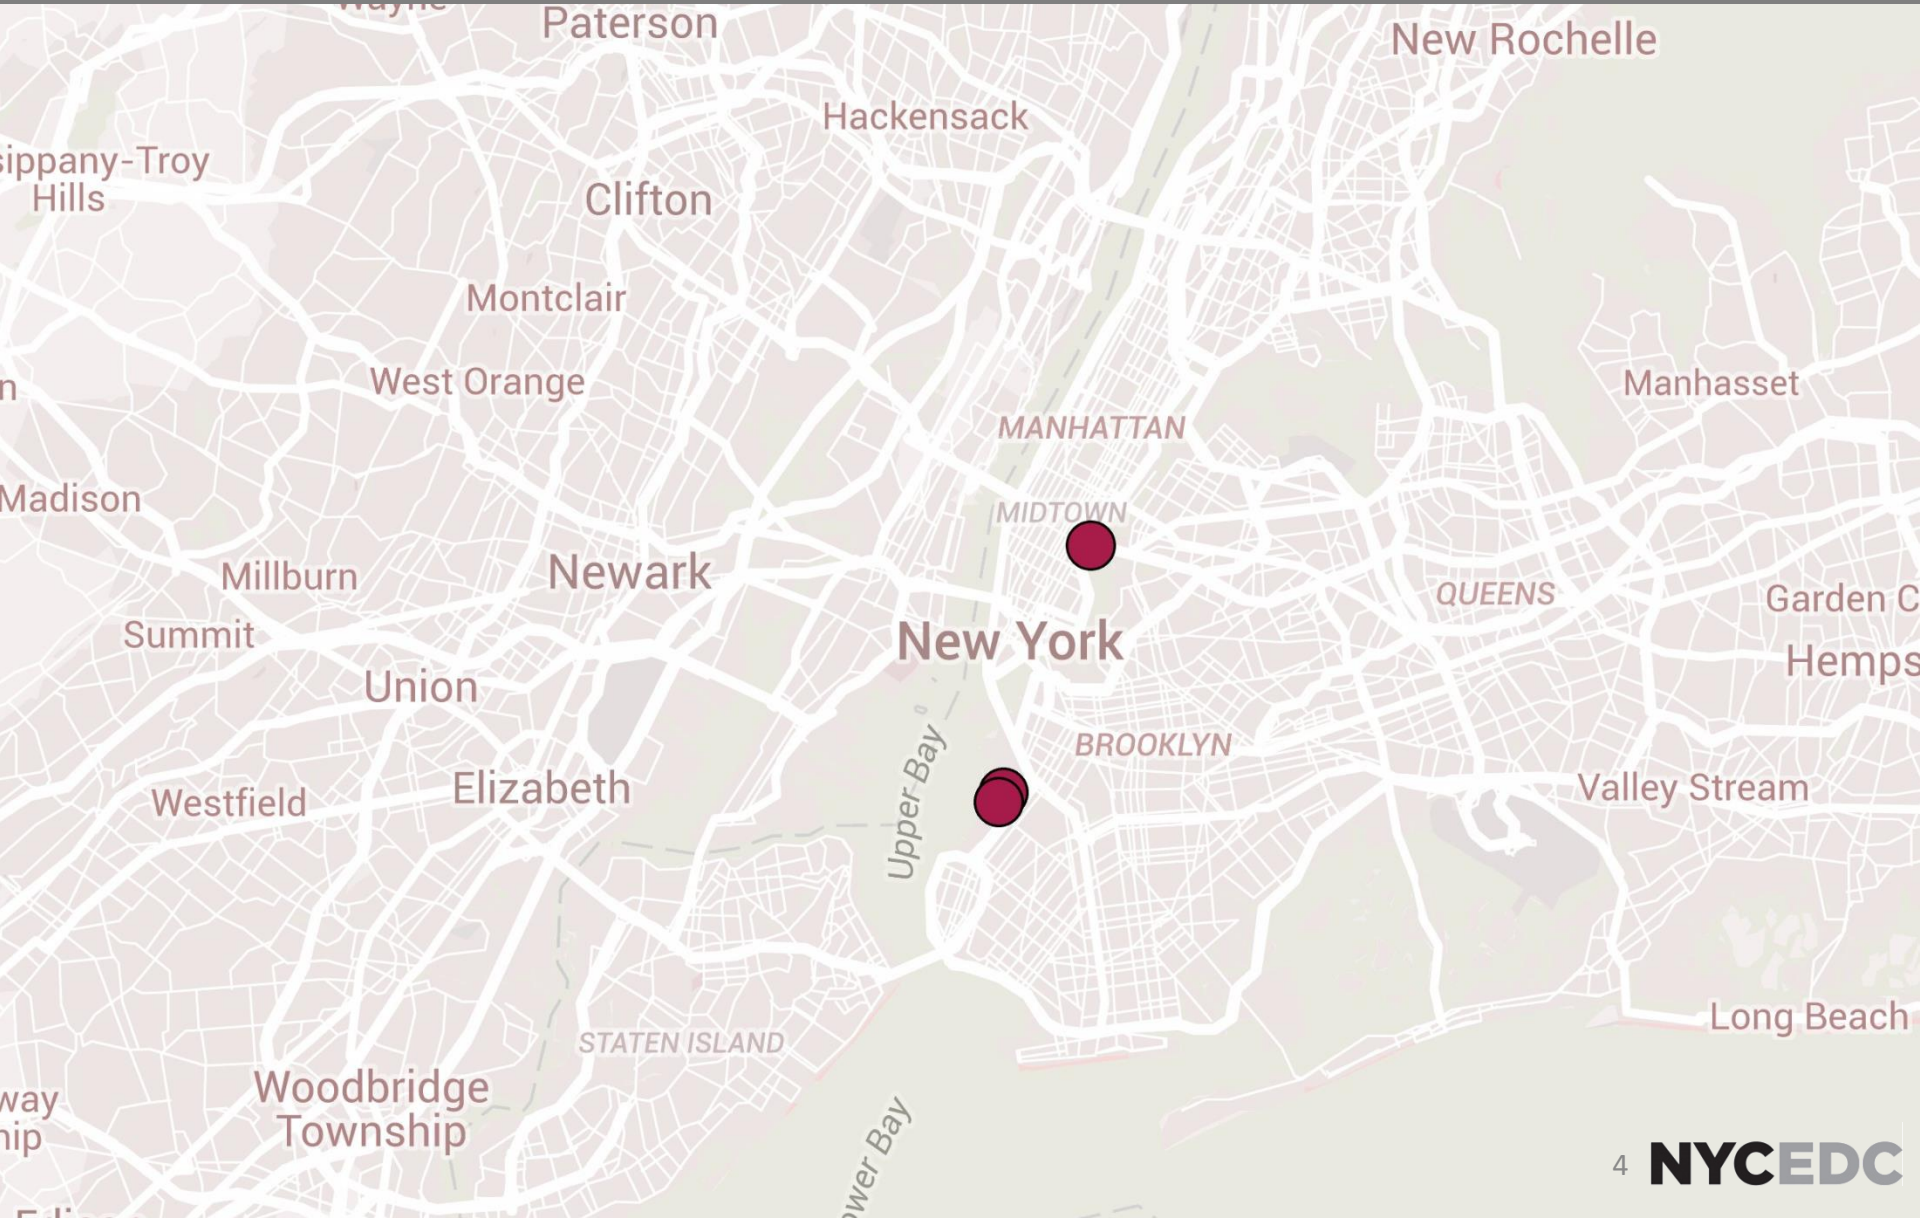 Paterson
New Rochelle
Hackensack
sippany-Troy
Hills
Clifton
Montclair
West Orange
Manhasset
n
MANHATTAN
Madison
MIDTOWN
Newark
Millburn
QUEENS
Garden C
Summit
New York
Hemps
Union
BROOKLYN
Upper Bay
Elizabeth
Westfield
Valley Stream
Long Beach
STATEN ISLAND
Woodbridge
Township
way
hip
ower Bay
4 NYCEDC